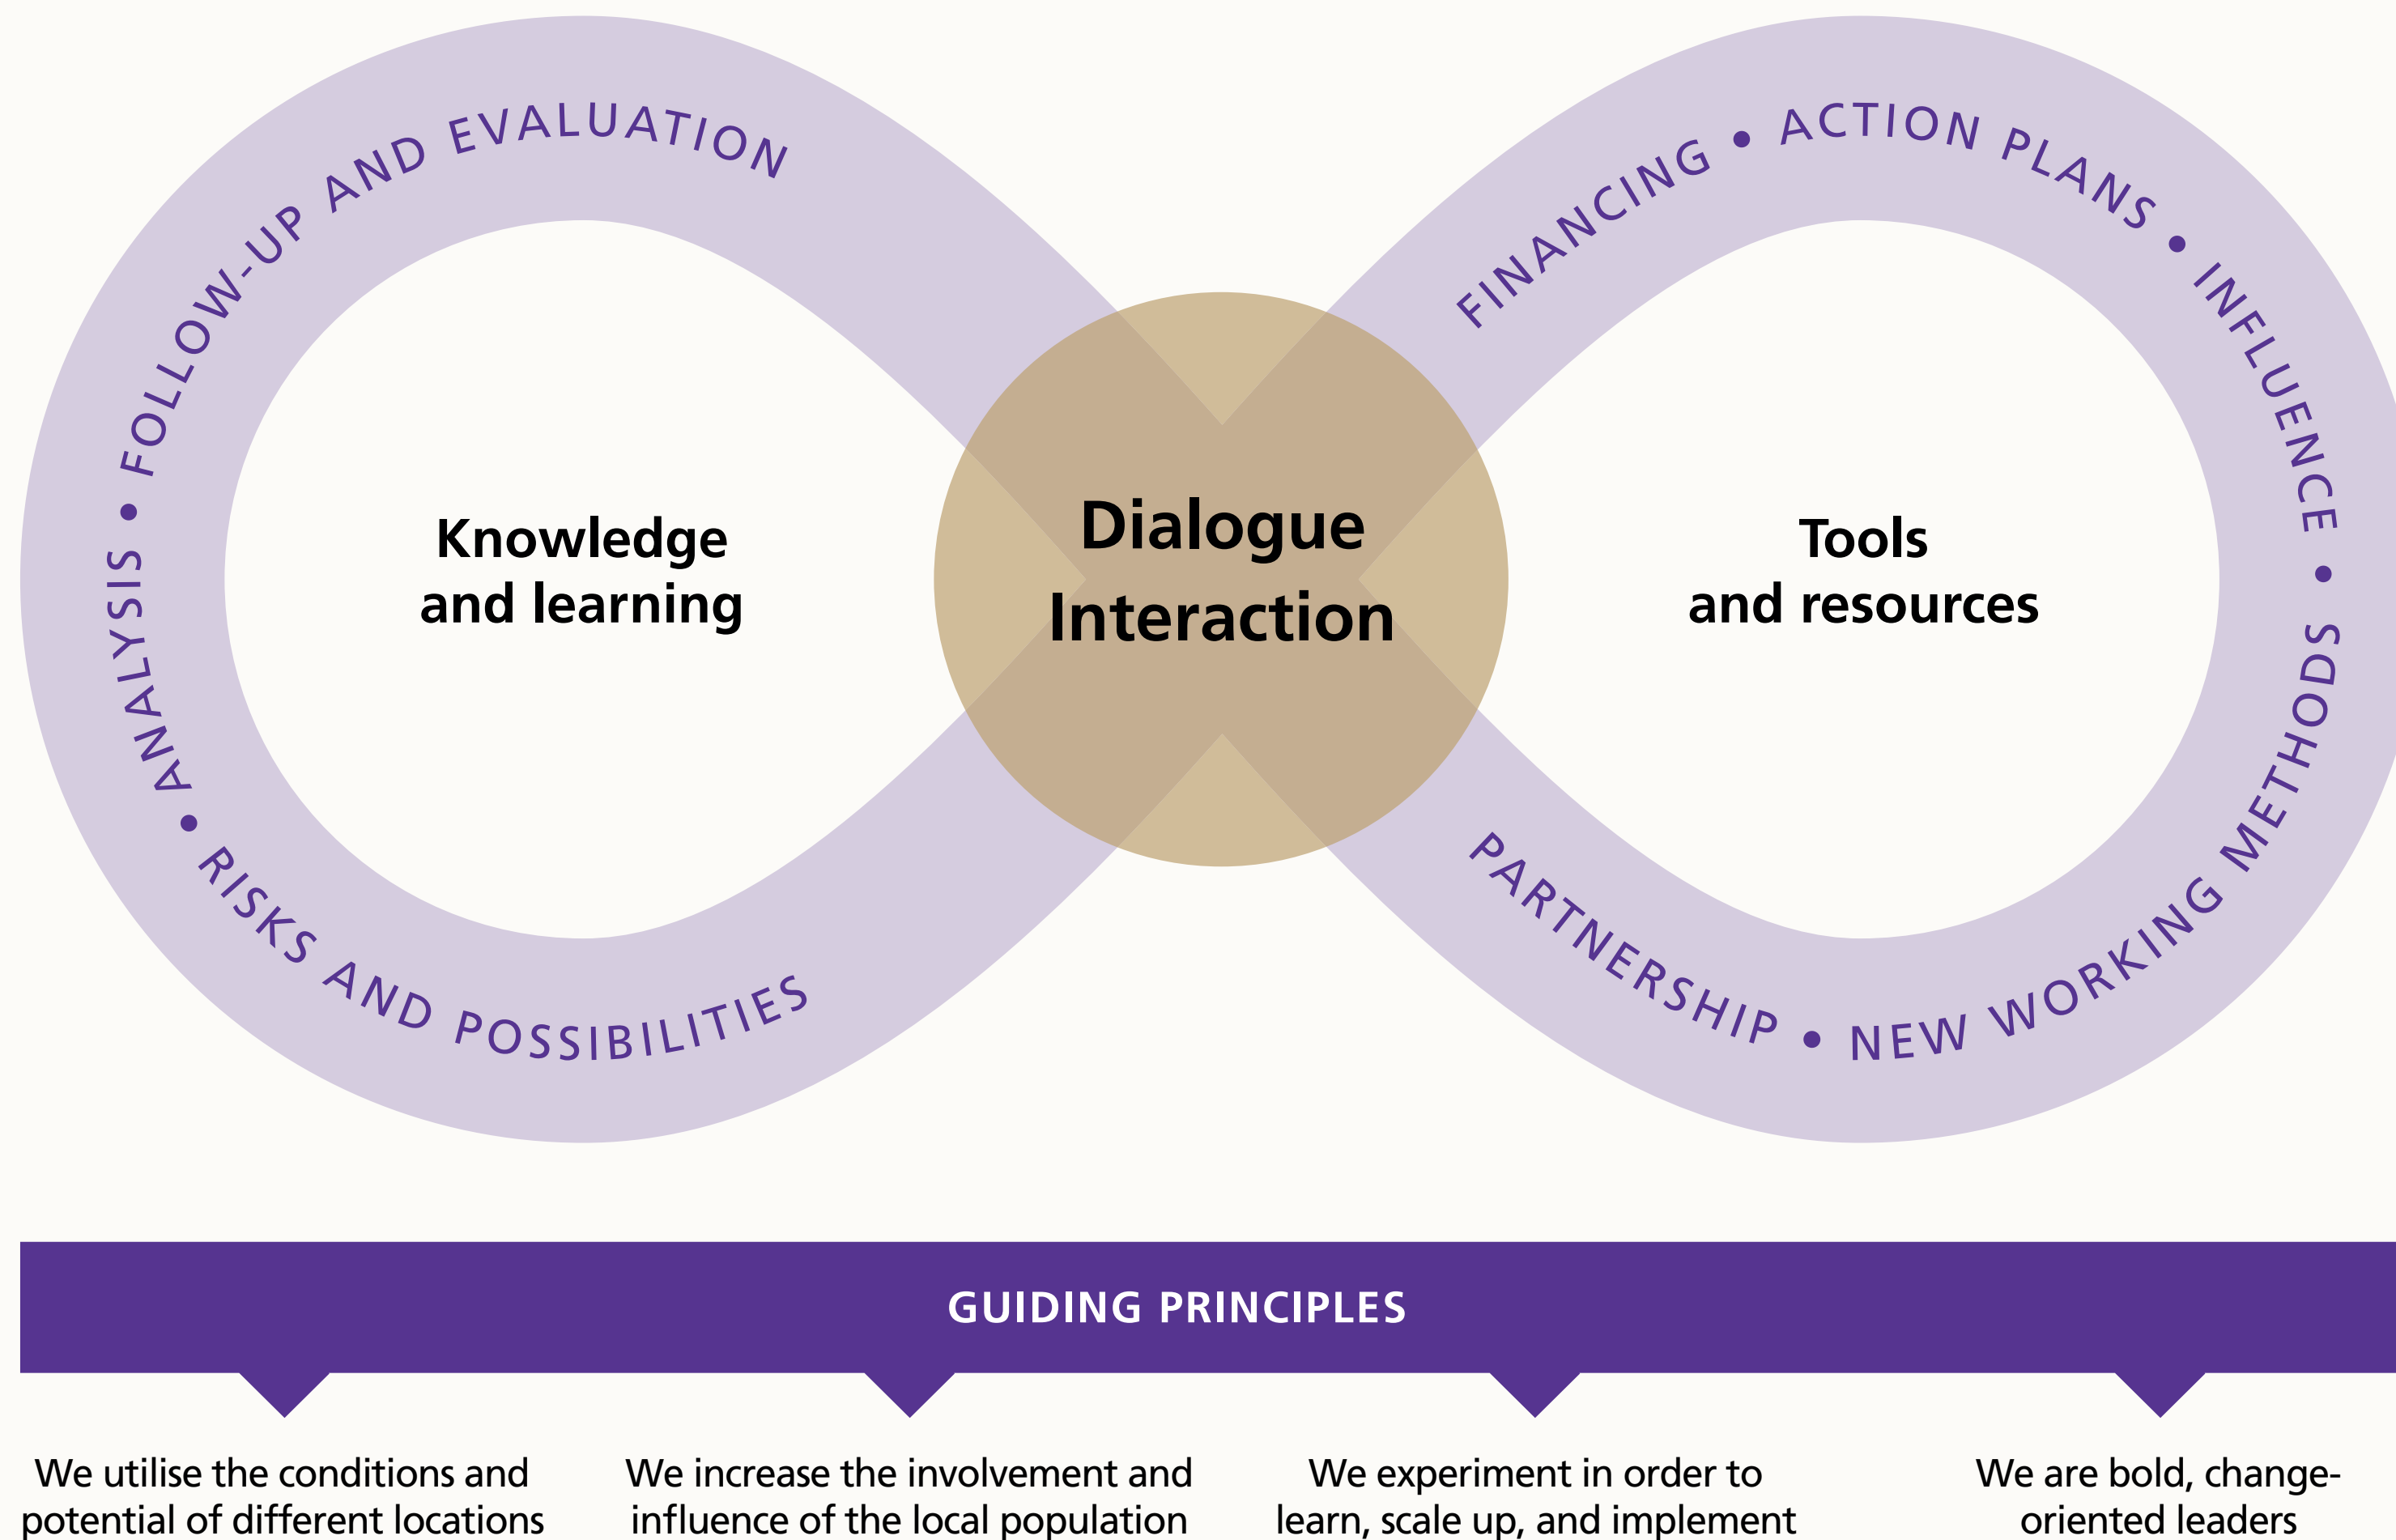 FOLLOW-UP AND EVALUATION
• ANALYSIS •
RISKS AND POSSIBILITIES
Knowledge
and learning
Dialogue
Interaction
FINANCING • ACTION PLANS • INFLUENCE •
PARTNERSHIP • NEW WORKING METHODS
Tools
and resources
GUIDING PRINCIPLES
We utilise the conditions and
potential of different locations
We increase the involvement and
influence of the local population
We experiment in order to
learn, scale up, and implement
We are bold, change-
oriented leaders